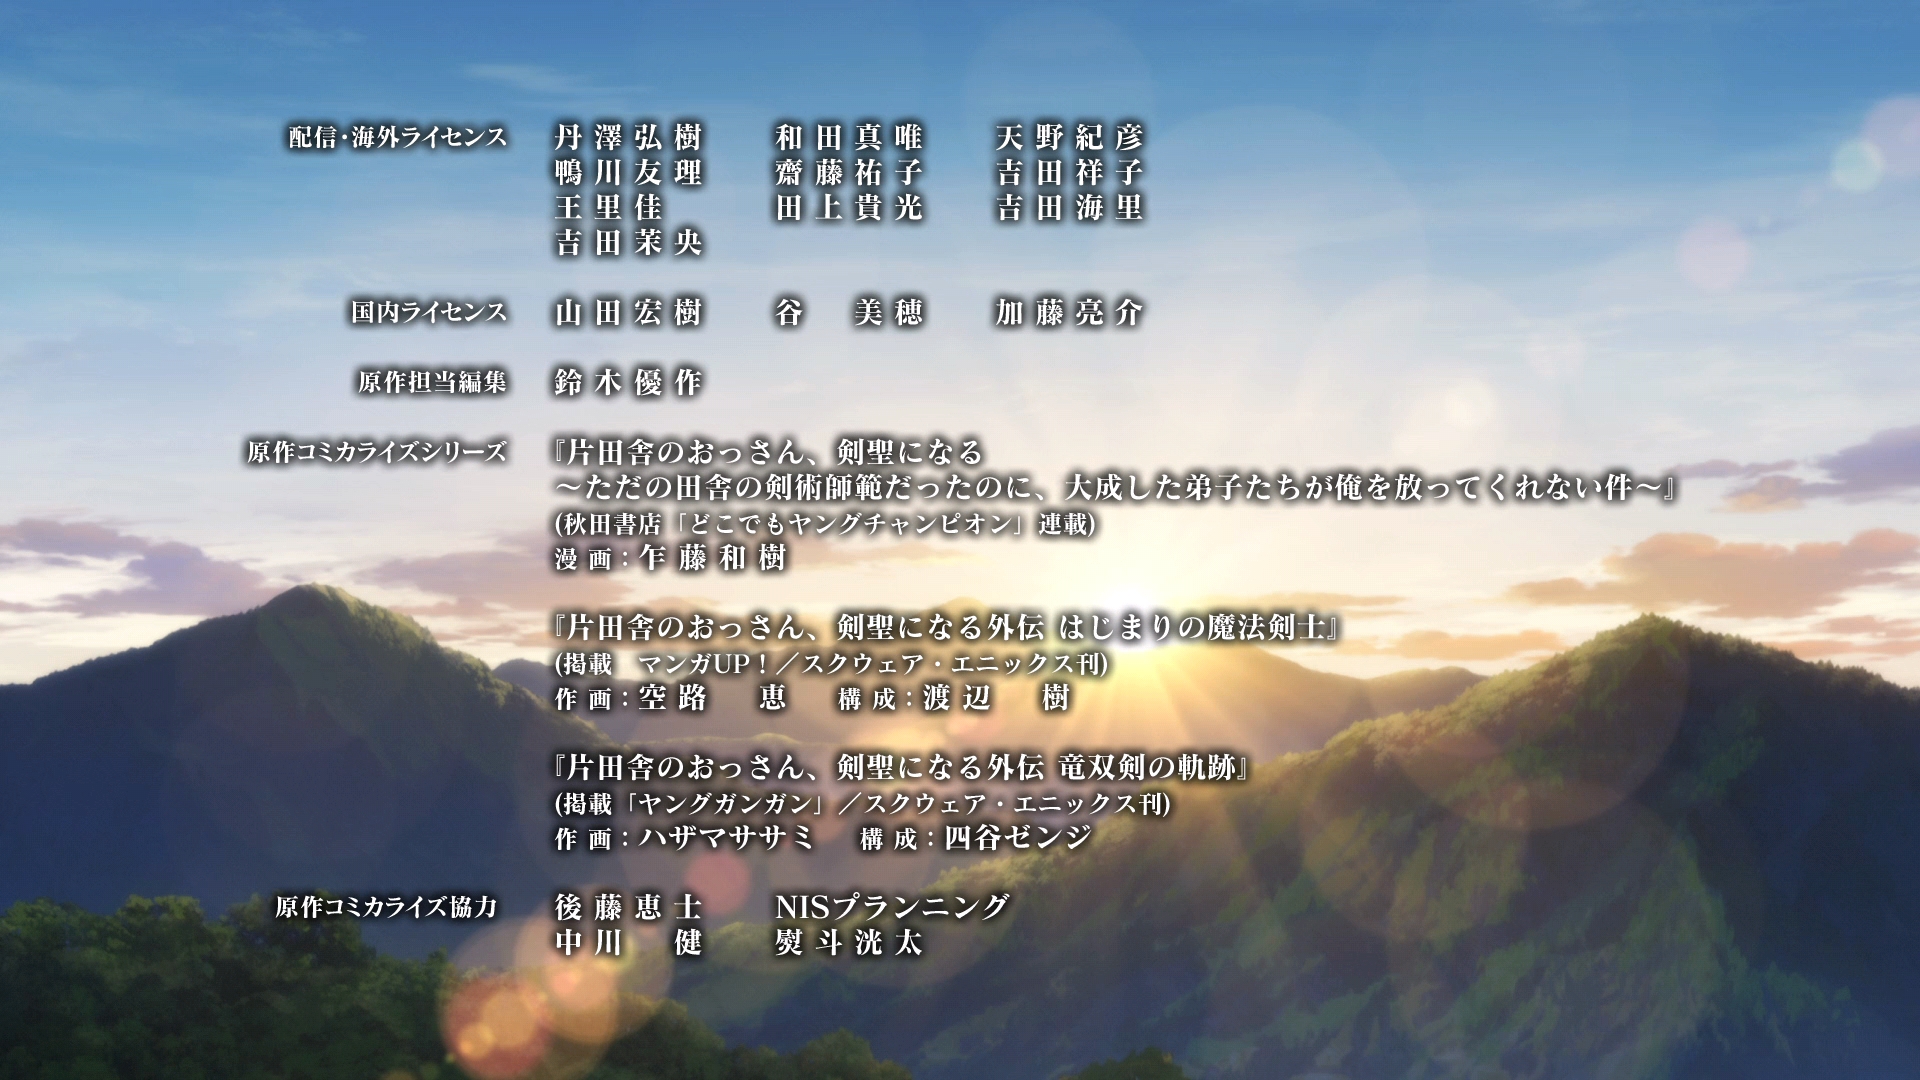 配信・海外ライセンス 丹澤弘樹 和田真唯 天野紀彦
鴨川友理 齋藤祐子 吉田祥子
王里佳 田上貴光 吉田海里
吉田茉央
国内ライセンス 山田宏樹 谷 美穂 加藤亮介
原作担当編集 鈴木優作
原作コミカライズシリーズ 『片田舎のおっさん、剣聖になる
～ただの田舎の剣術師範だったのに、大成した弟子たちが俺を放ってくれない件～』
(秋田書店「どこでもヤングチャンピオン」連載)
漫画：乍藤和樹
『片田舎のおっさん、剣聖になる外伝 はじまりの魔法剣士』
(掲載　マンガUP！／スクウェア・エニックス刊)
作画：空路 恵 構成：渡辺 樹
『片田舎のおっさん、剣聖になる外伝 竜双剣の軌跡』
(掲載「ヤングガンガン」／スクウェア・エニックス刊)
作画：ハザマササミ 構成：四谷ゼンジ
原作コミカライズ協力 後藤恵士 NISプランニング
中川 健 熨斗洸太